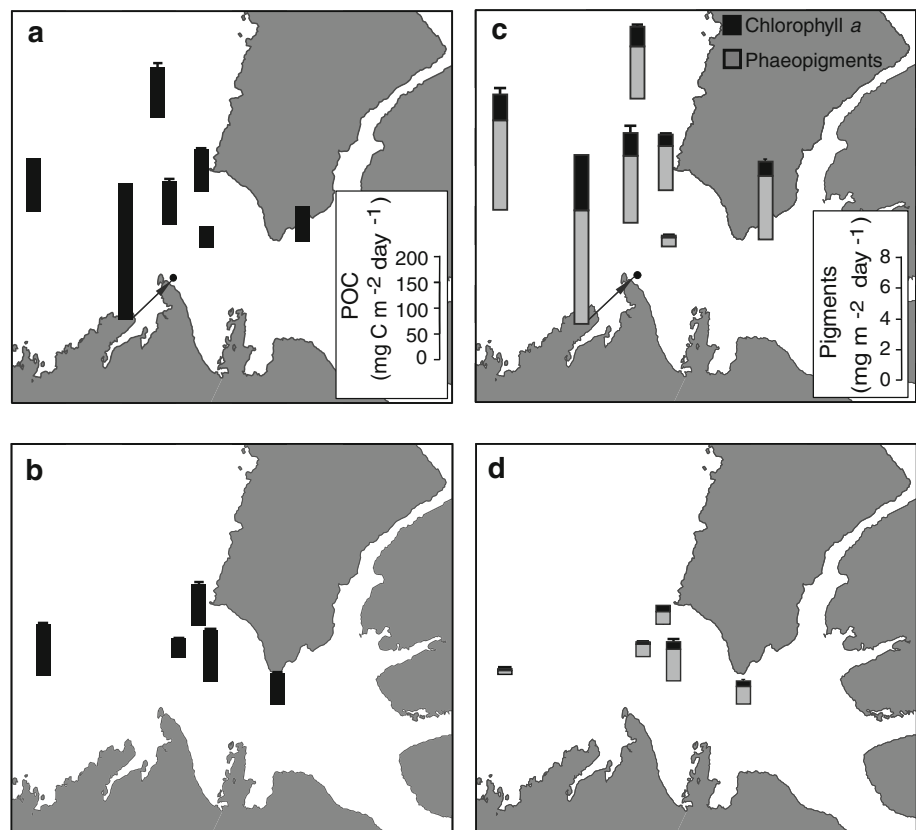 a
POC
(mg C m -2 day -1)
200
150
100
50
0
c
Chlorophyll a
Phaeopigments
Pigments
(mg m -2 day -1)
8
6
4
2
0
b
d